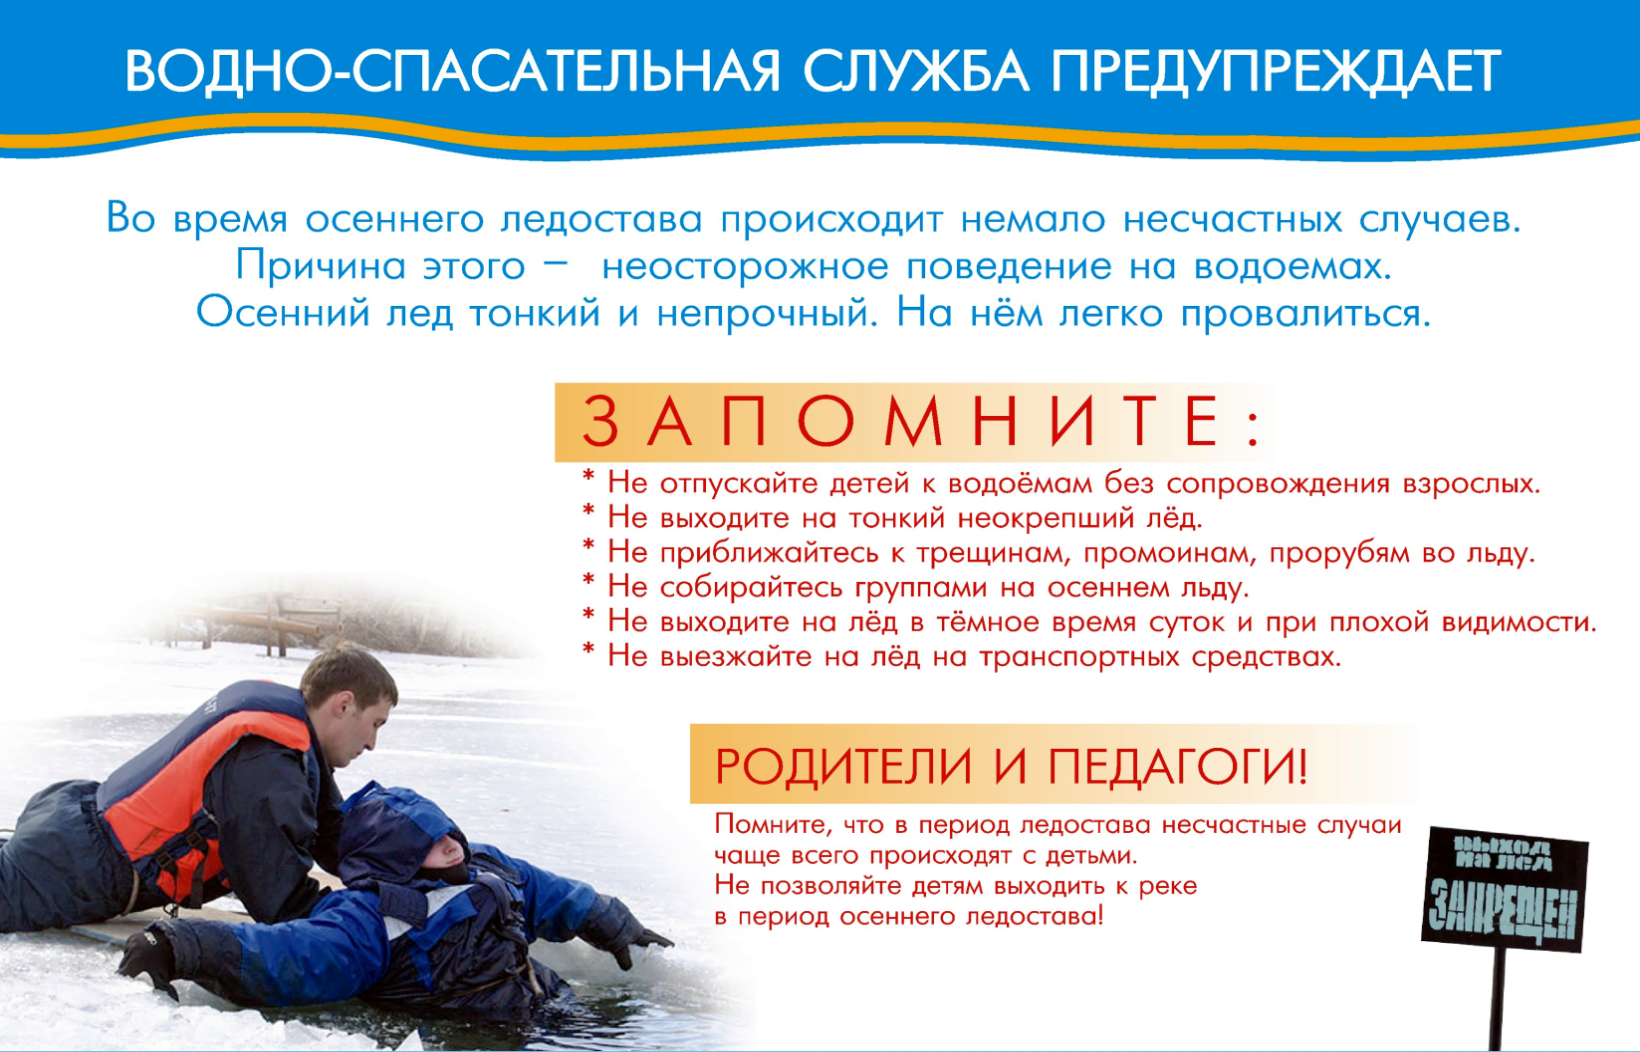 ВОДНО-СПАСАТЕЛЬНАЯ СЛУЖБА ПРЕДУПРЕЖДАЕТ
Во время осеннего ледостава происходит немало несчастных случаев.
Причина этого – неосторожное поведение на водоемах.
Осенний лед тонкий и непрочный. На нём легко провалиться.
ЗАПОМНИТЕ:
* Не отпускайте детей к водоёмам без сопровождения взрослых.
* Не выходите на тонкий неокрепший лёд.
* Не приближайтесь к трещинам, промоинам, прорубям во льду.
* Не собирайтесь группами на осеннем льду.
* Не выходите на лёд в тёмное время суток и при плохой видимости.
* Не выезжайте на лёд на транспортных средствах.
РОДИТЕЛИ И ПЕДАГОГИ!
Помните, что в период ледостава несчастные случаи
чаще всего происходят с детьми.
Не позволяйте детям выходить к реке
в период осеннего ледостава!
ВЫХОД
НА ЛЕД
ЗАПРЕЩЕН